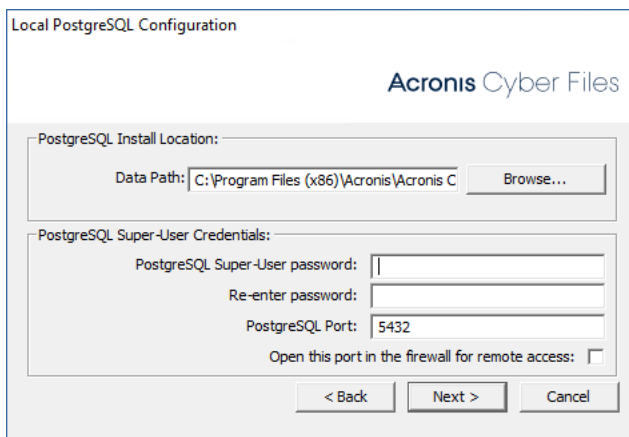 Local PostgreSQL Configuration
Acronis Cyber Files
PostgreSQL Install Location:
Data Path: C:\Program Files (x86)\Acronis\Acronis C Browse...
PostgreSQL Super-User Credentials:
PostgreSQL Super-User password:
Re-enter password:
PostgreSQL Port: 5432
Open this port in the firewall for remote access:
< Back Next > Cancel